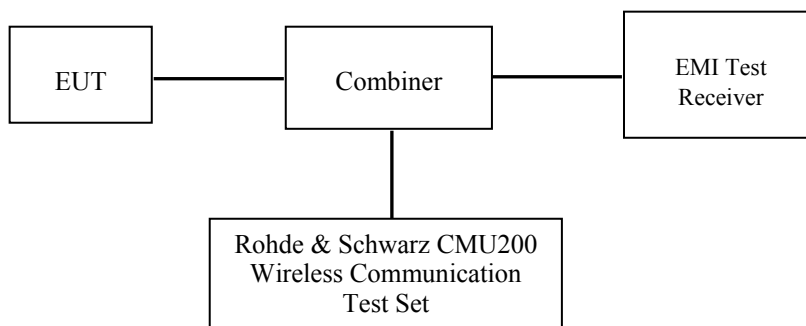 EUT
Combiner
EMI Test
Receiver
Rohde & Schwarz CMU200
Wireless Communication
Test Set